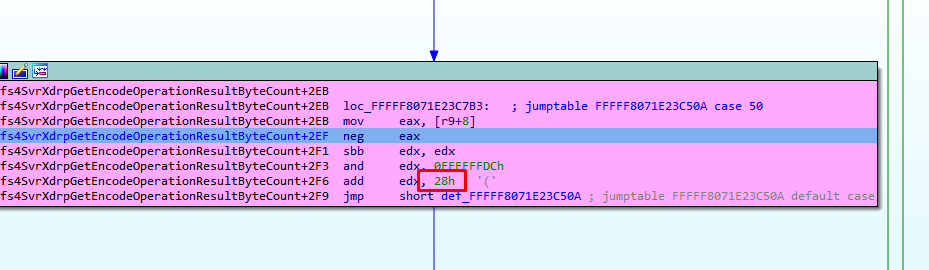 fs4SvrXdrpGetEncodeOperationResultByteCount+2EB
fs4SvrXdrpGetEncodeOperationResultByteCount+2EB loc_FFFFF8071E23C7B3: ; jumptable FFFFF8071E23C50A case 50
fs4SvrXdrpGetEncodeOperationResultByteCount+2EB mov eax, [r9+8]
fs4SvrXdrpGetEncodeOperationResultByteCount+2EF neg eax
fs4SvrXdrpGetEncodeOperationResultByteCount+2F1 sbb edx, edx
fs4SvrXdrpGetEncodeOperationResultByteCount+2F3 and edx, 0FFFFFFDCh
fs4SvrXdrpGetEncodeOperationResultByteCount+2F6 add edx, 28h '('
fs4SvrXdrpGetEncodeOperationResultByteCount+2F9 jmp short def_FFFFF8071E23C50A ; jumptable FFFFF8071E23C50A default case